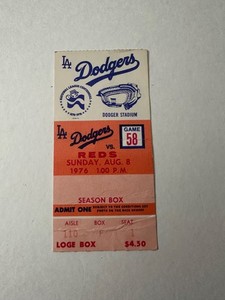 LA Dodgers
DODGER STADIUM
LA Dodgers
GAME
58
VS.
REDS
SUNDAY, AUG. 8
1976 1:00 P.M.
SEASON BOX
ADMIT ONE
AISLE BOX SEAT
110 F 1
LOGE BOX $4.50